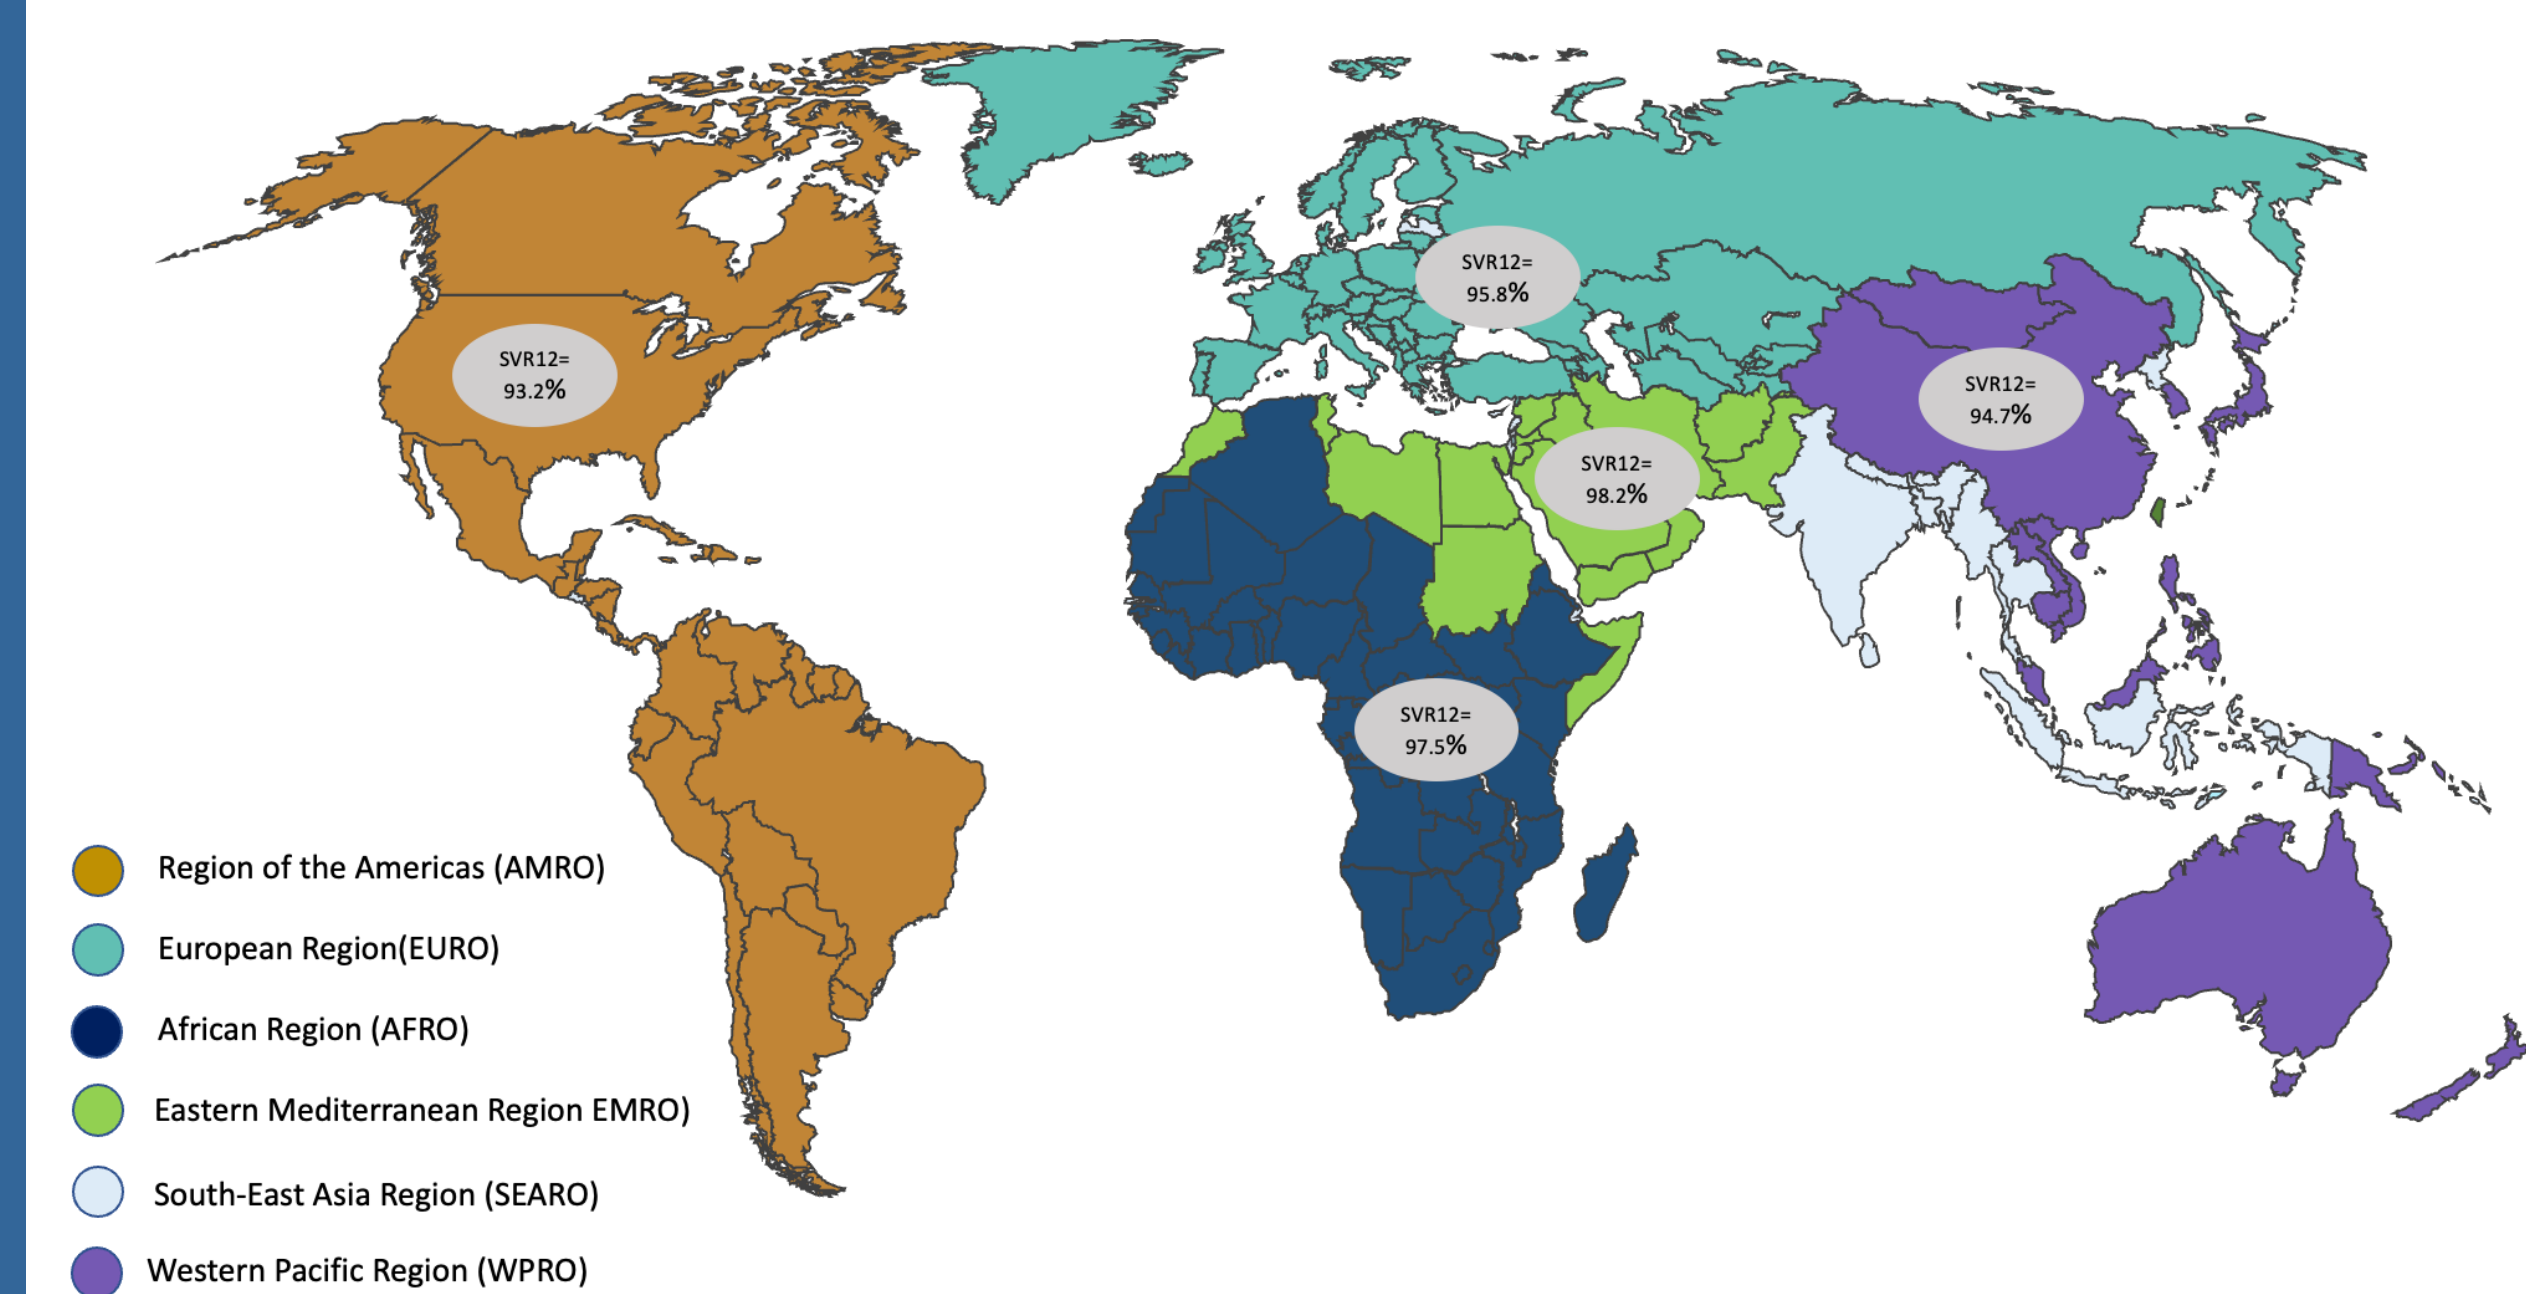 SVR12=
95.8%
SVR12=
93.2%
SVR12=
94.7%
SVR12=
98.2%
SVR12=
97.5%
Region of the Americas (AMRO)
European Region(EURO)
African Region (AFRO)
Eastern Mediterranean Region EMRO)
South-East Asia Region (SEARO)
Western Pacific Region (WPRO)